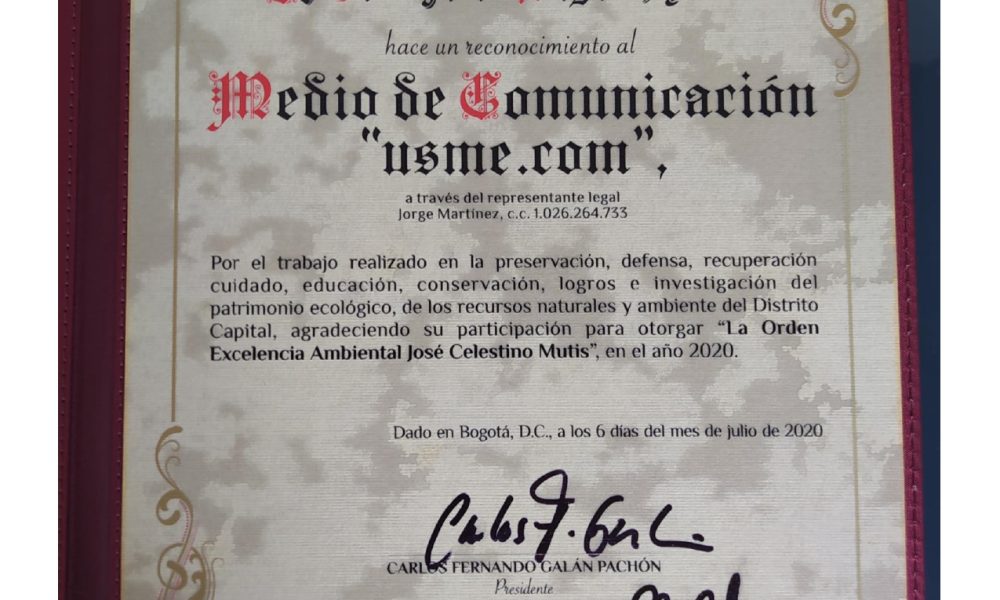 hace un reconocimiento al
Medio de Comunicación
"usme.com",
a través del representante legal
Jorge Martínez, c.c. 1.026.264.733
Por el trabajo realizado en la preservación, defensa, recuperación
cuidado, educación, conservación, logros e investigación del
patrimonio ecológico, de los recursos naturales y ambiente del Distrito
Capital, agradeciendo su participación para otorgar "La Orden
Excelencia Ambiental José Celestino Mutis", en el año 2020.
Dado en Bogotá, D.C., a los 6 días del mes de julio de 2020
Carlos F. Galán
CARLOS FERNANDO GALÁN PACHÓN
Presidente